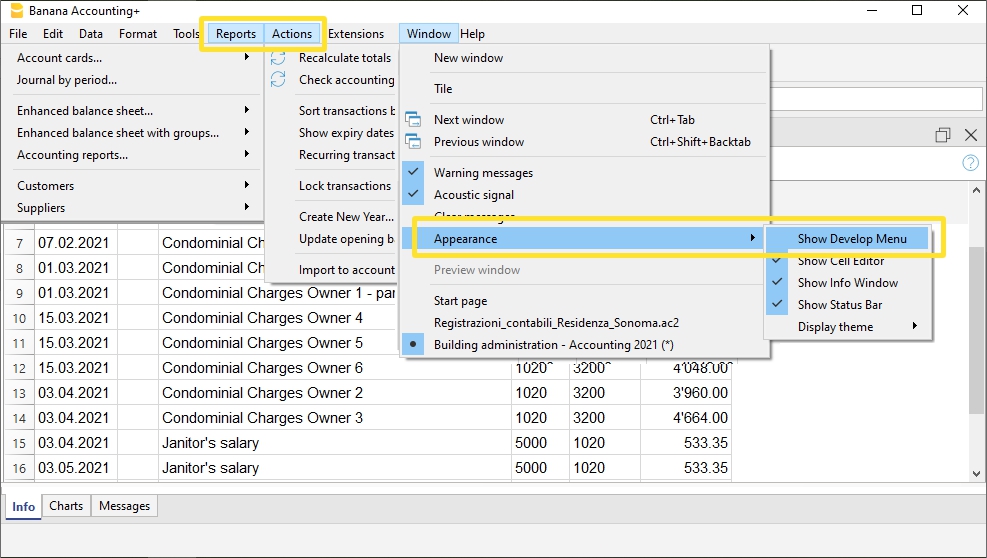 Banana Accounting+
File Edit Data Format Tools Reports Actions Extensions Window Help
Account cards...
Journal by period...
Enhanced balance sheet...
Enhanced balance sheet with groups...
Accounting reports...
Customers
Suppliers
Recalculate totals
Check accounting
Sort transactions b
Show expiry dates
Recurring transact
Lock transactions
Create New Year...
Update opening b
Import to account
New window
Tile
Next window Ctrl+Tab
Previous window Ctrl+Shift+Backtab
Warning messages
Acoustic signal
Clear messages
Appearance
Preview window
Start page
Registrazioni_contabili_Residenza_Sonoma.ac2
Building administration - Accounting 2021 (*)
Show Develop Menu
Show Cell Editor
Show Info Window
Show Status Bar
Display theme
7 07.02.2021 Condominial Ch
8 01.03.2021 Condominial Ch
9 01.03.2021 Condominial Charges Owner 1 - par
10 15.03.2021 Condominial Charges Owner 4
11 15.03.2021 Condominial Charges Owner 5
12 15.03.2021 Condominial Charges Owner 6 1020 3200 4'048.00
13 03.04.2021 Condominial Charges Owner 2 1020 3200 3'960.00
14 03.04.2021 Condominial Charges Owner 3 1020 3200 4'664.00
15 03.04.2021 Janitor's salary 5000 1020 533.35
16 03.05.2021 Janitor's salary 5000 1020 533.35
Info Charts Messages